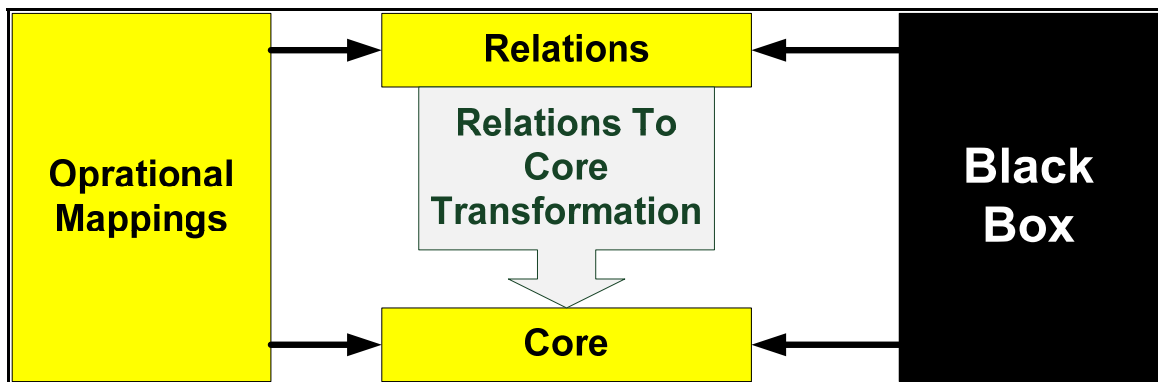 Oprational
Mappings
Relations
Relations To
Core
Transformation
Core
Black
Box